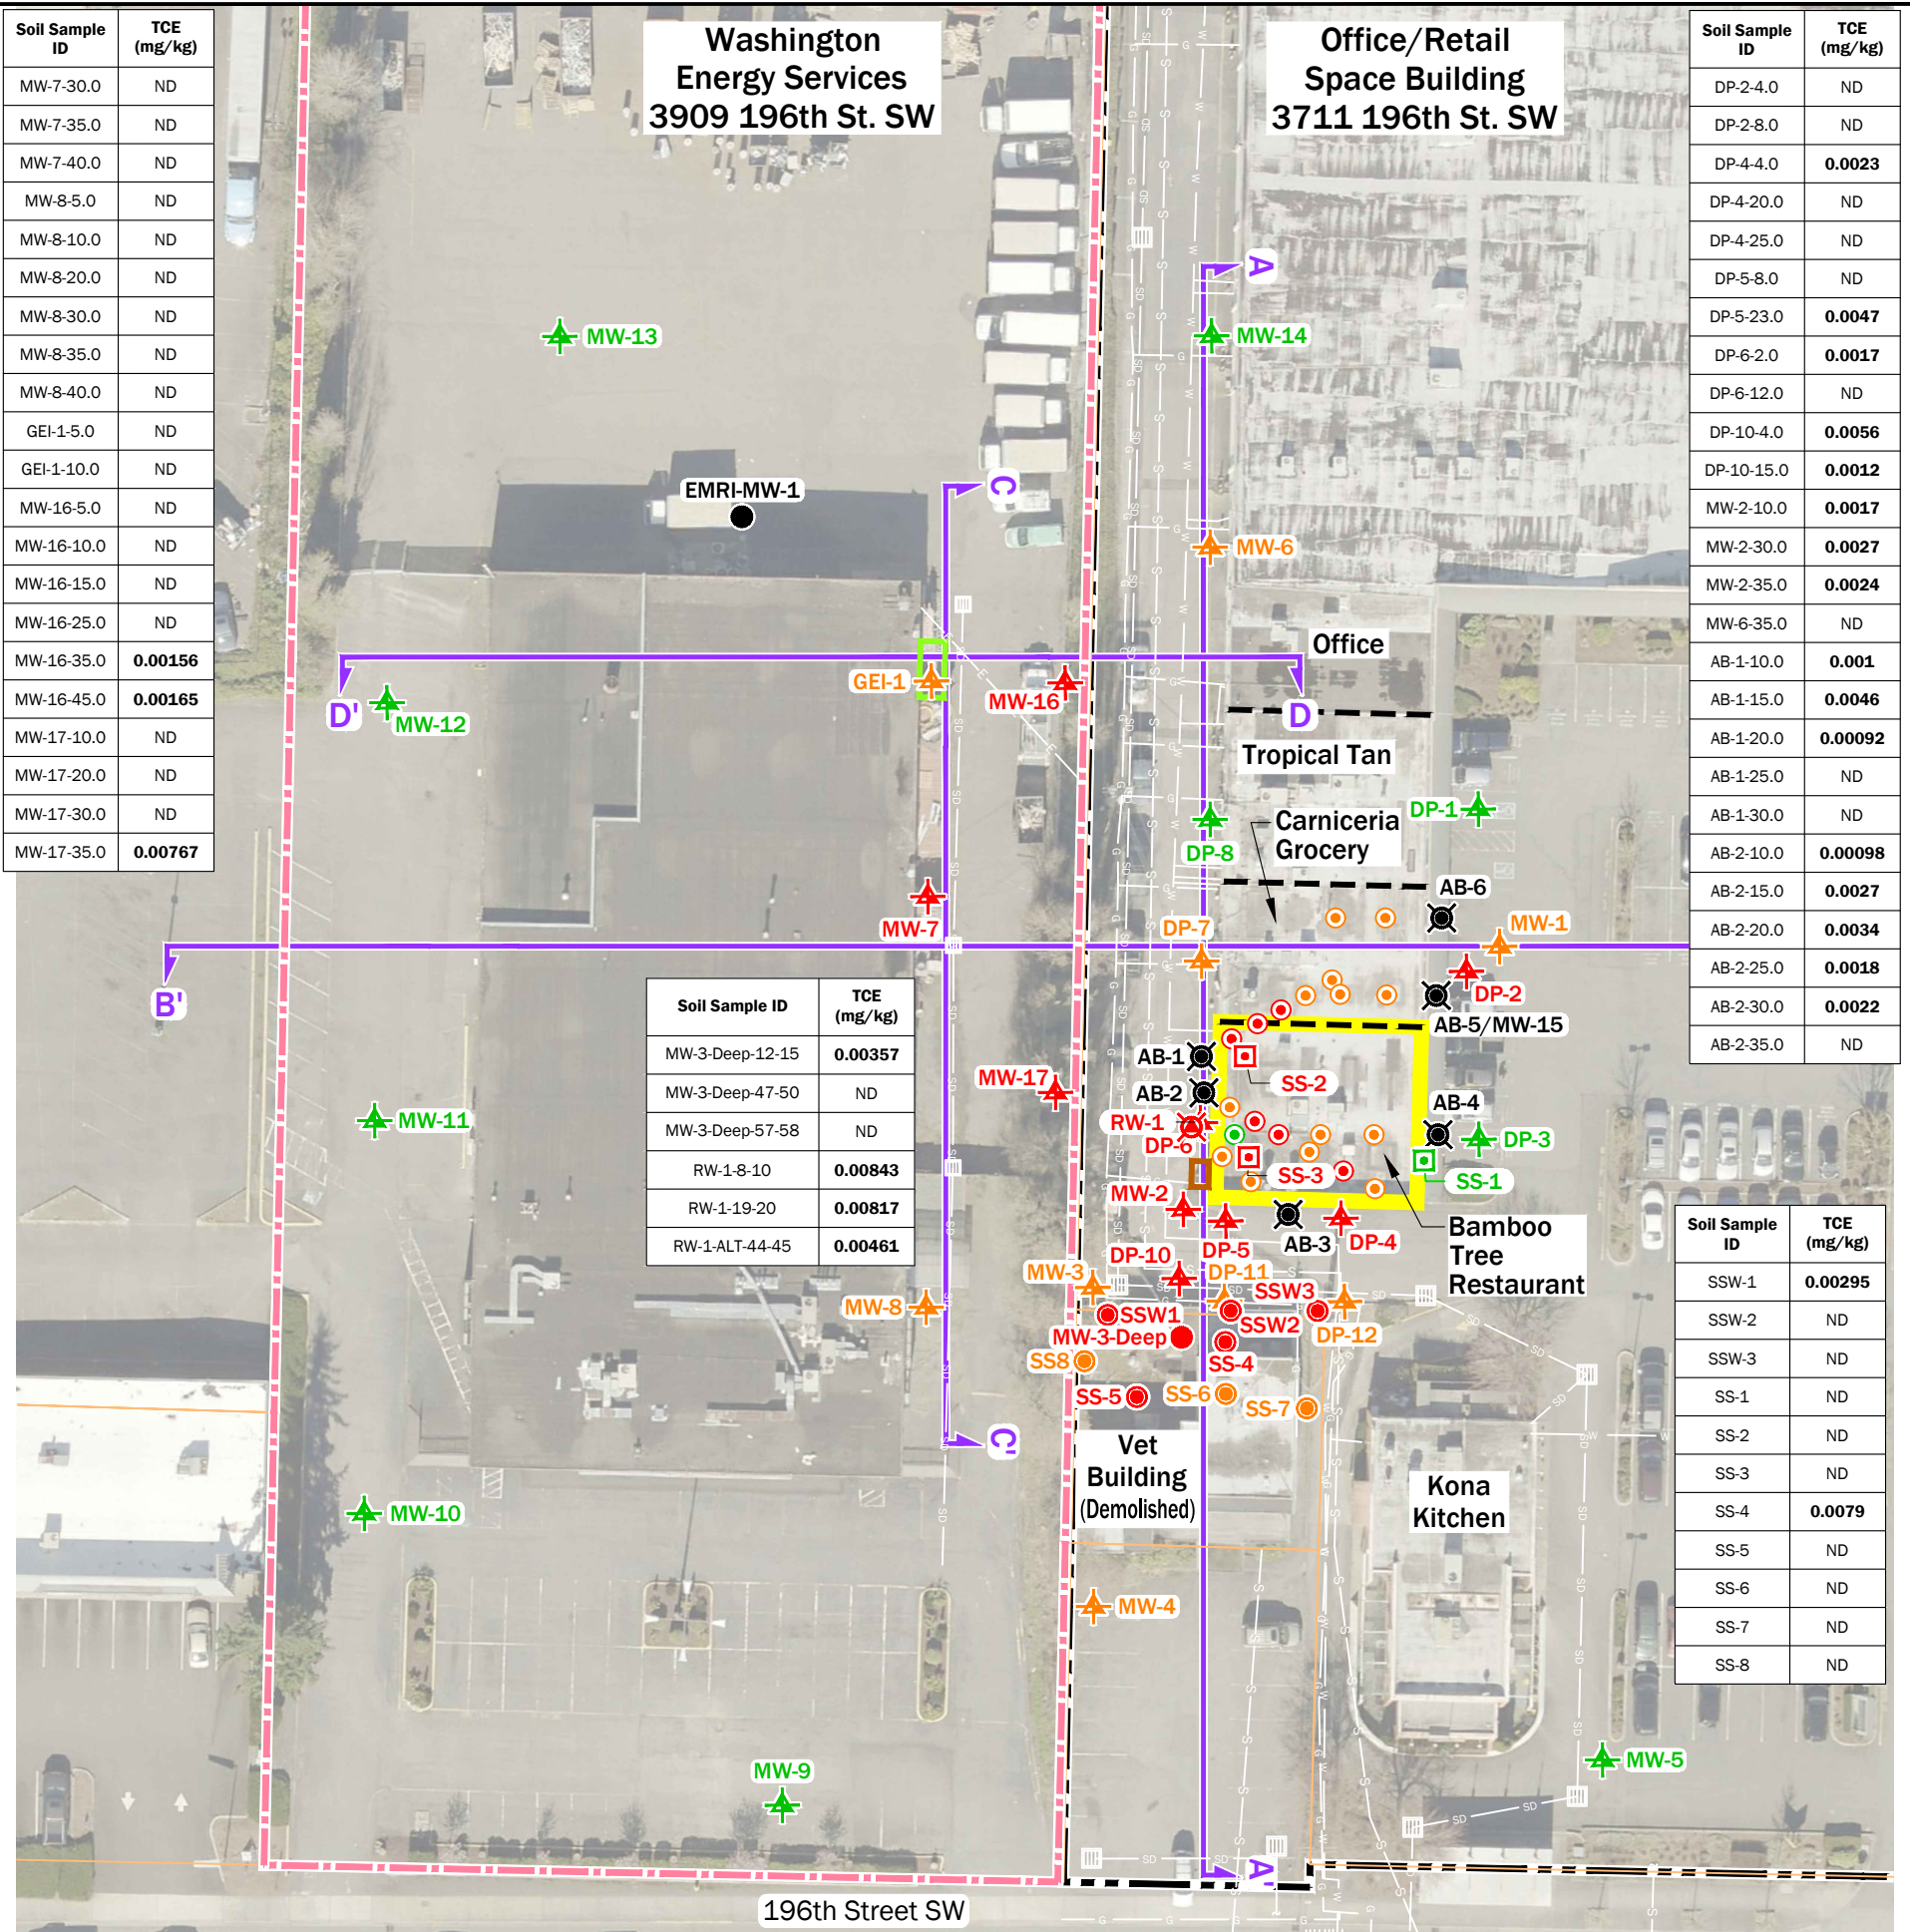 Soil Sample ID TCE (mg/kg)
MW-7-30.0 ND
MW-7-35.0 ND
MW-7-40.0 ND
MW-8-5.0 ND
MW-8-10.0 ND
MW-8-20.0 ND
MW-8-30.0 ND
MW-8-35.0 ND
MW-8-40.0 ND
GEI-1-5.0 ND
GEI-1-10.0 ND
MW-16-5.0 ND
MW-16-10.0 ND
MW-16-15.0 ND
MW-16-25.0 ND
MW-16-35.0 0.00156
MW-16-45.0 0.00165
MW-17-10.0 ND
MW-17-20.0 ND
MW-17-30.0 ND
MW-17-35.0 0.00767
Washington
Energy Services
3909 196th St. SW
Office/Retail
Space Building
3711 196th St. SW
Soil Sample ID TCE (mg/kg)
DP-2-4.0 ND
DP-2-8.0 ND
DP-4-4.0 0.0023
DP-4-20.0 ND
DP-4-25.0 ND
DP-5-8.0 ND
DP-5-23.0 0.0047
DP-6-2.0 0.0017
DP-6-12.0 ND
DP-10-4.0 0.0056
DP-10-15.0 0.0012
MW-2-10.0 0.0017
MW-2-30.0 0.0027
MW-2-35.0 0.0024
MW-6-35.0 ND
AB-1-10.0 0.001
AB-1-15.0 0.0046
AB-1-20.0 0.00092
AB-1-25.0 ND
AB-1-30.0 ND
AB-2-10.0 0.00098
AB-2-15.0 0.0027
AB-2-20.0 0.0034
AB-2-25.0 0.0018
AB-2-30.0 0.0022
AB-2-35.0 ND
A
MW-13
MW-14
EMRI-MW-1
C
MW-6
Office
GEI-1
MW-16
D'
MW-12
D
Tropical Tan
DP-1
Carniceria
Grocery
DP-8
AB-6
MW-7
DP-7
MW-1
B'
DP-2
AB-5/MW-15
Soil Sample ID TCE (mg/kg)
MW-3-Deep-12-15 0.00357
MW-3-Deep-47-50 ND
MW-3-Deep-57-58 ND
RW-1-8-10 0.00843
RW-1-19-20 0.00817
RW-1-ALT-44-45 0.00461
AB-1
SS-2
MW-17
AB-2
AB-4
MW-11
RW-1
DP-6
DP-3
SS-3
SS-1
MW-2
Bamboo
Tree
Restaurant
DP-10
DP-5
AB-3
DP-4
MW-3
DP-11
SSW3
MW-8
SSW1
SSW2
DP-12
MW-3-Deep
SS8
SS-4
SS-5
SS-6
SS-7
C'
Vet
Building
(Demolished)
Kona
Kitchen
MW-10
MW-4
Soil Sample ID TCE (mg/kg)
SSW-1 0.00295
SSW-2 ND
SSW-3 ND
SS-1 ND
SS-2 ND
SS-3 ND
SS-4 0.0079
SS-5 ND
SS-6 ND
SS-7 ND
SS-8 ND
MW-5
MW-9
A'
196th Street SW